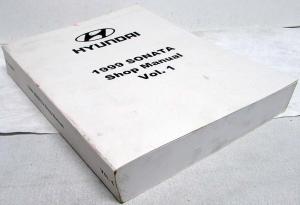 HYUNDAI
1999 SONATA
Shop Manual
Vol. 1